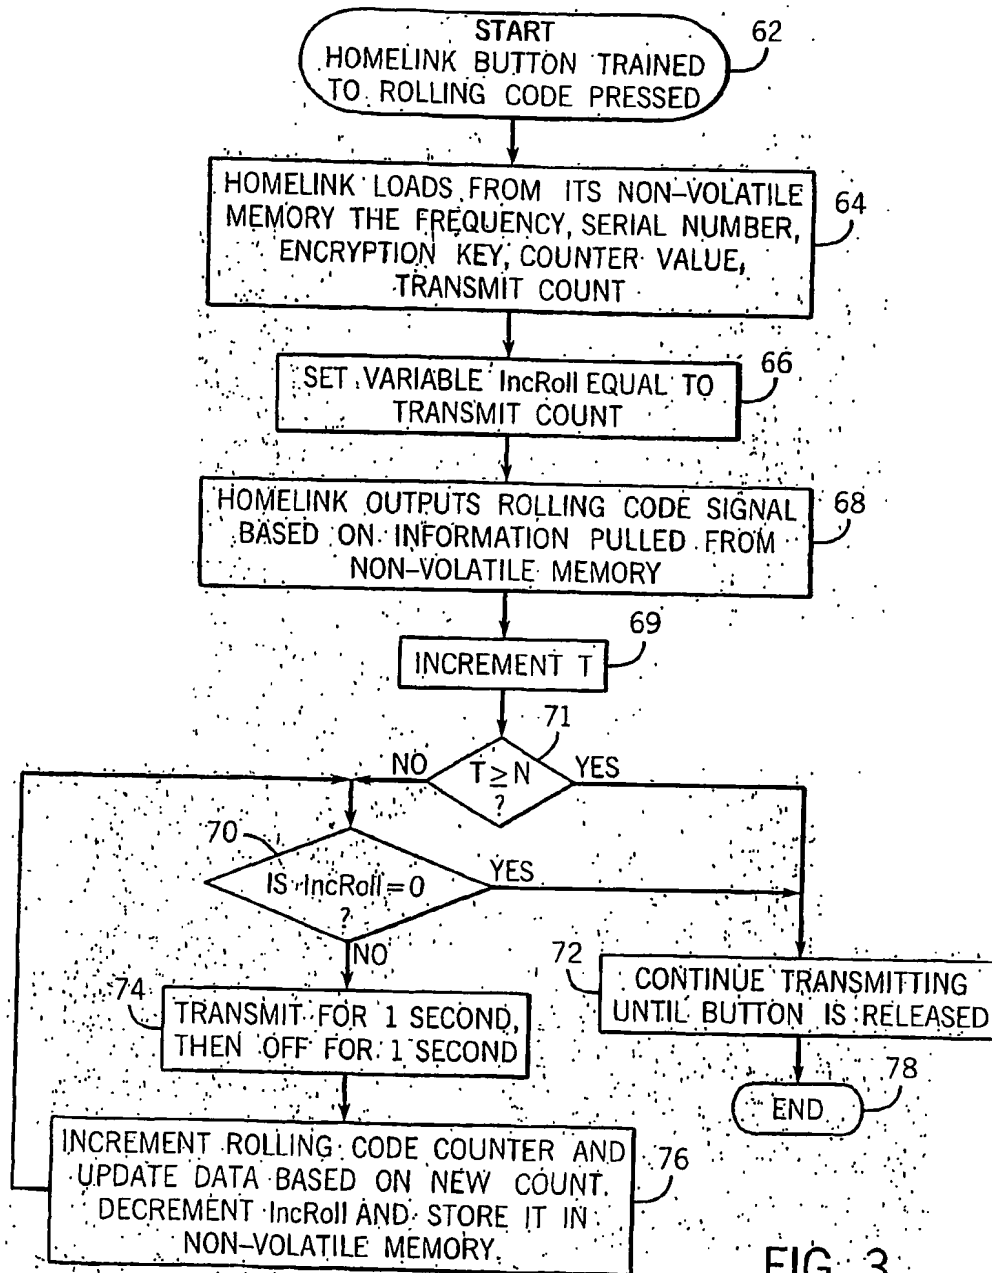 START
HOMELINK BUTTON TRAINED
TO ROLLING CODE PRESSED
62
HOMELINK LOADS FROM ITS NON-VOLATILE
MEMORY THE FREQUENCY, SERIAL NUMBER,
ENCRYPTION KEY, COUNTER VALUE,
TRANSMIT COUNT
64
SET VARIABLE IncRoll EQUAL TO
TRANSMIT COUNT
66
HOMELINK OUTPUTS ROLLING CODE SIGNAL
BASED ON INFORMATION PULLED FROM
NON-VOLATILE MEMORY
68
INCREMENT T
69
T ≥ N
?
71
NO
YES
70
IS IncRoll = 0
?
YES
NO
74
TRANSMIT FOR 1 SECOND,
THEN OFF FOR 1 SECOND
72
CONTINUE TRANSMITTING
UNTIL BUTTON IS RELEASED
END
78
INCREMENT ROLLING CODE COUNTER AND
UPDATE DATA BASED ON NEW COUNT.
DECREMENT IncRoll AND STORE IT IN
NON-VOLATILE MEMORY.
76
FIG. 3